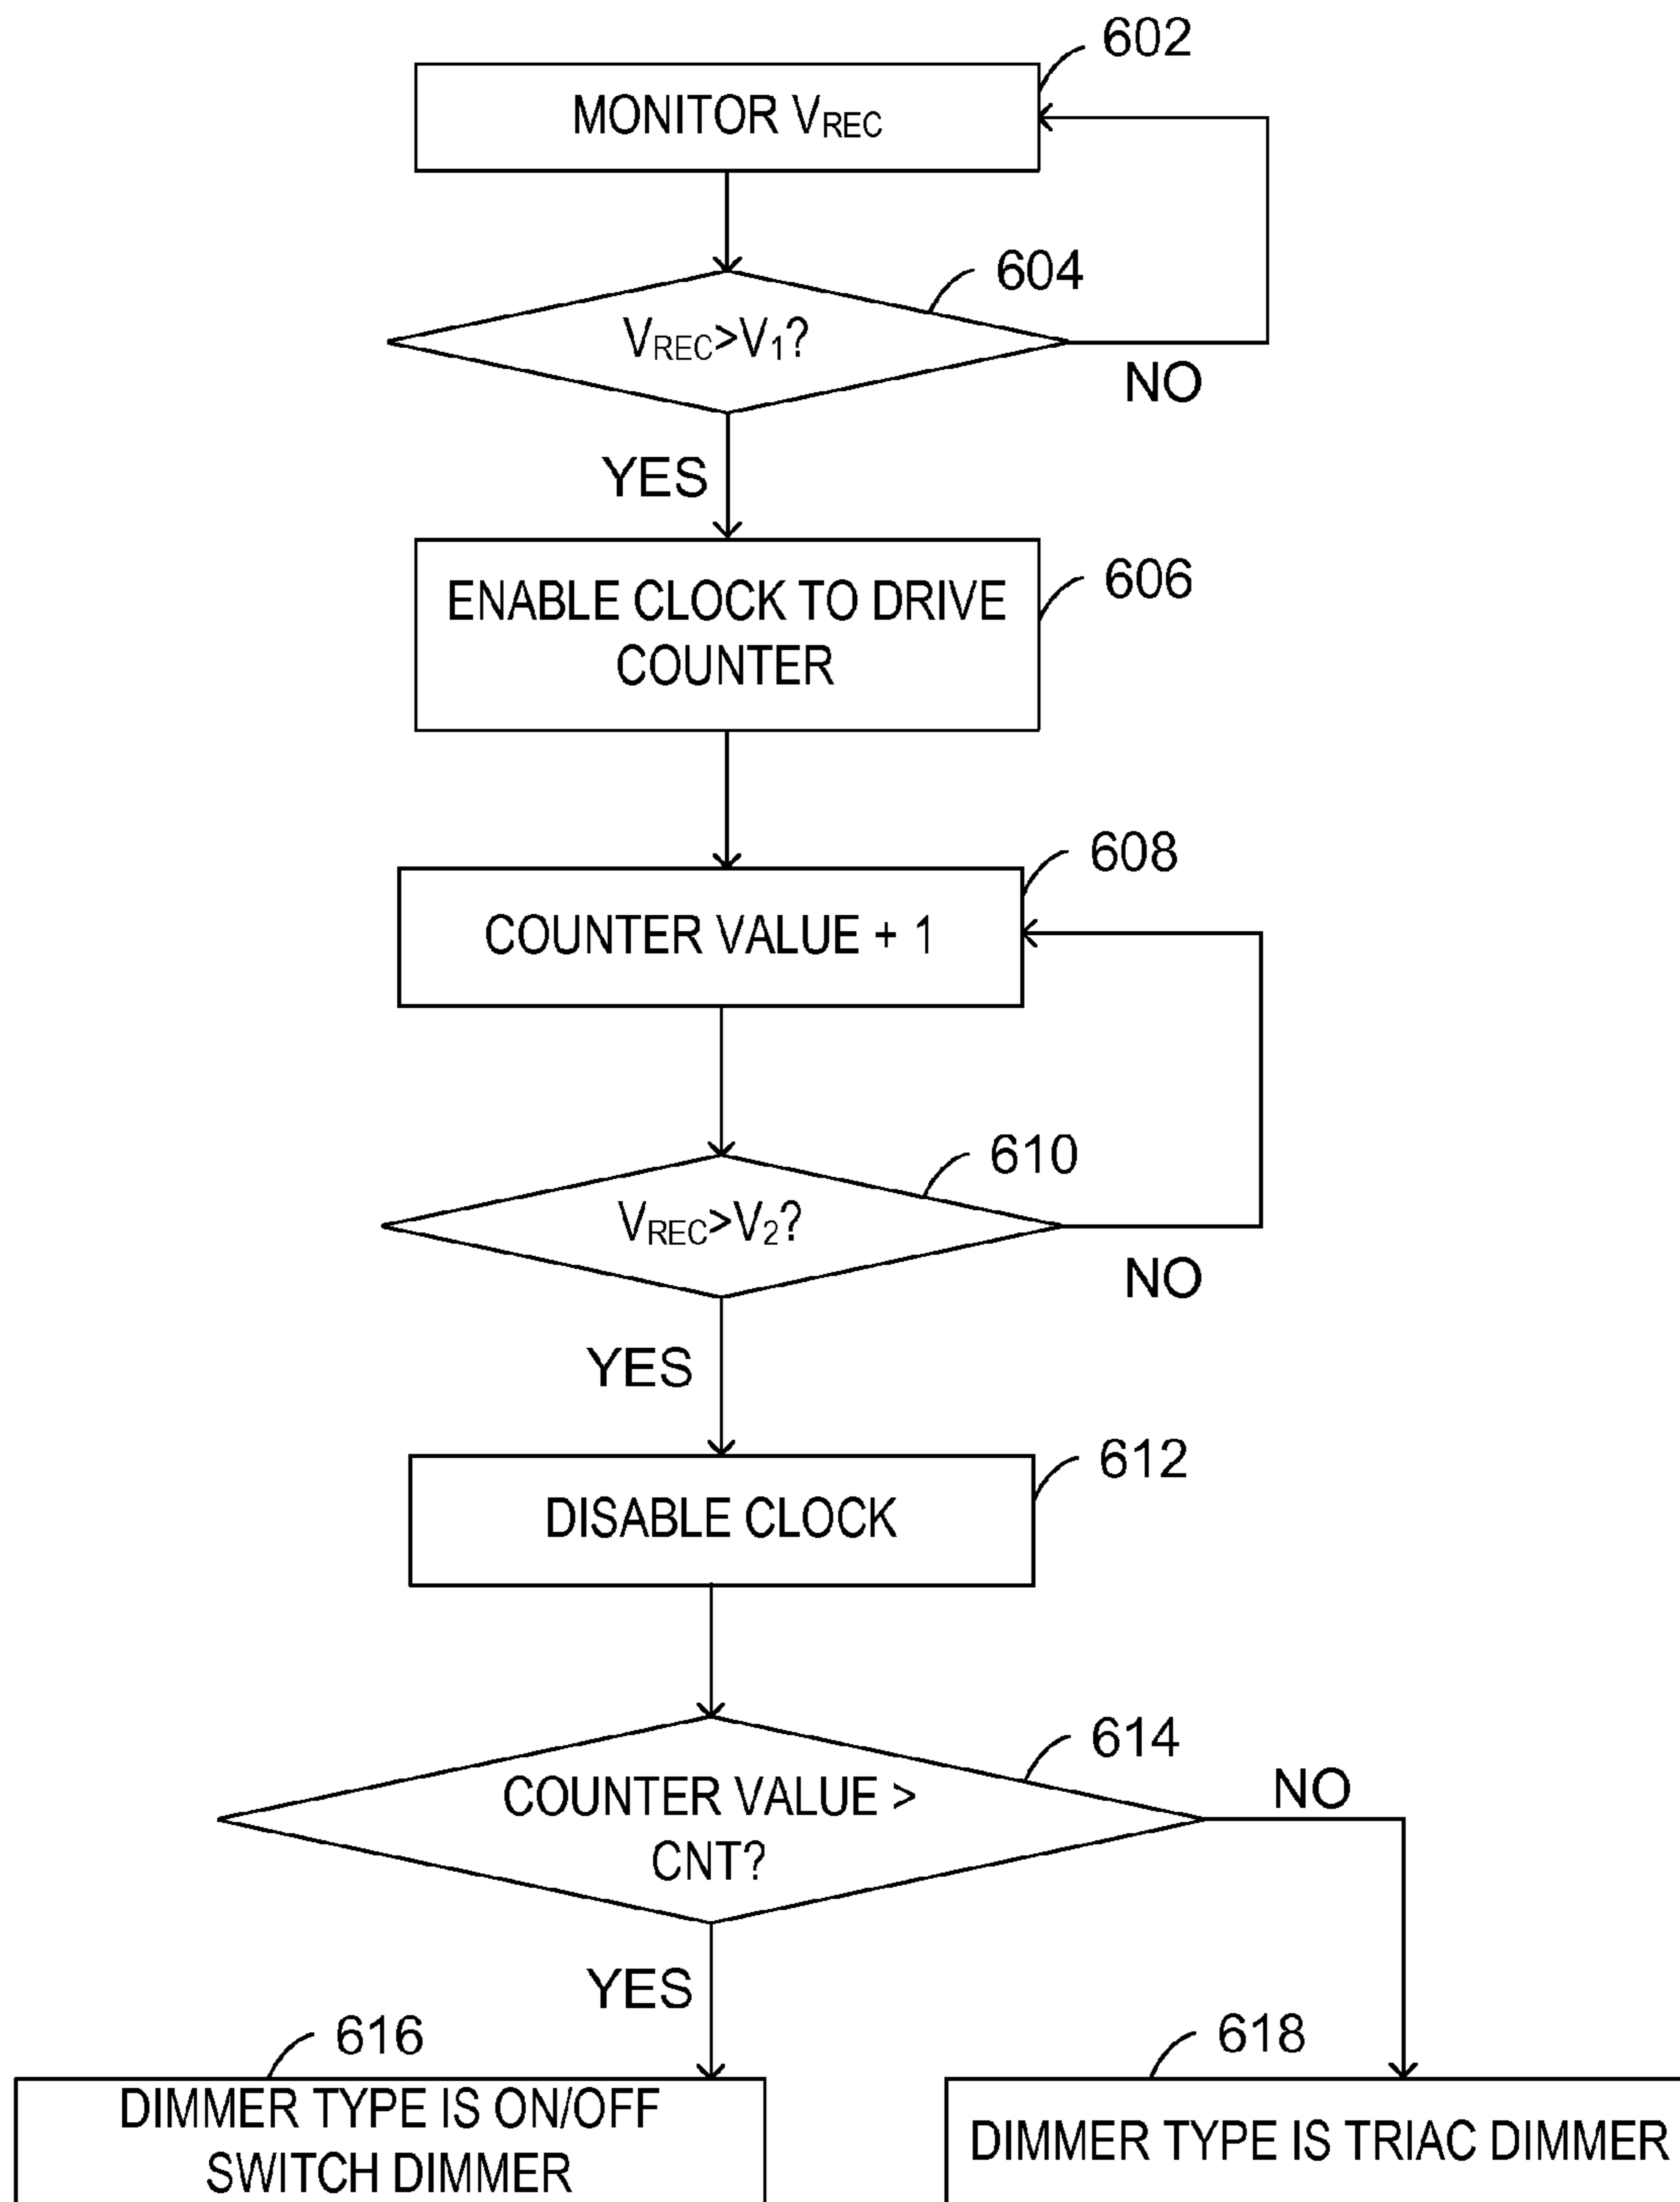 602
MONITOR VREC
604
VREC>V1?
NO
YES
606
ENABLE CLOCK TO DRIVE
COUNTER
608
COUNTER VALUE + 1
610
VREC>V2?
NO
YES
612
DISABLE CLOCK
614
COUNTER VALUE >
CNT?
NO
YES
616
DIMMER TYPE IS ON/OFF
SWITCH DIMMER
618
DIMMER TYPE IS TRIAC DIMMER